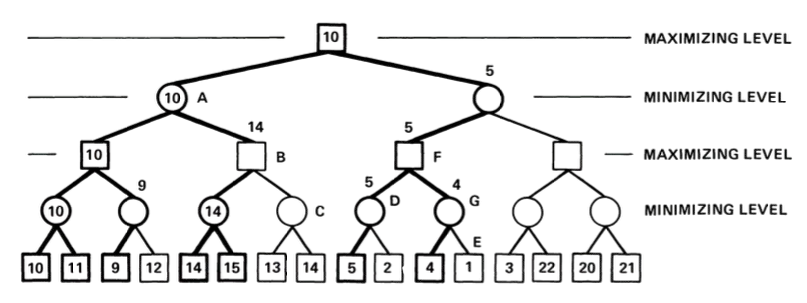 10 MAXIMIZING LEVEL
5
10 A MINIMIZING LEVEL
14 5
10 B F MAXIMIZING LEVEL
9 5 4
10 14 C D G MINIMIZING LEVEL
E
10 11 9 12 14 15 13 14 5 2 4 1 3 22 20 21